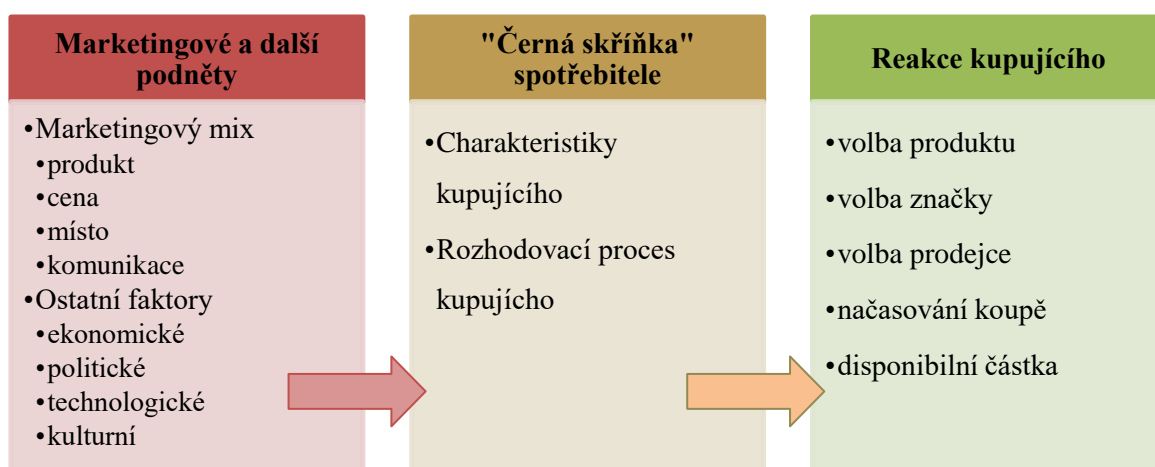 Marketingové a další
podněty
•Marketingový mix
•produkt
•cena
•místo
•komunikace
•Ostatní faktory
•ekonomické
•politické
•technologické
•kulturní
"Černá skříňka"
spotřebitele
•Charakteristiky
kupujícího
•Rozhodovací proces
kupujícho
Reakce kupujícího
•volba produktu
•volba značky
•volba prodejce
•načasování koupě
•disponibilní částka